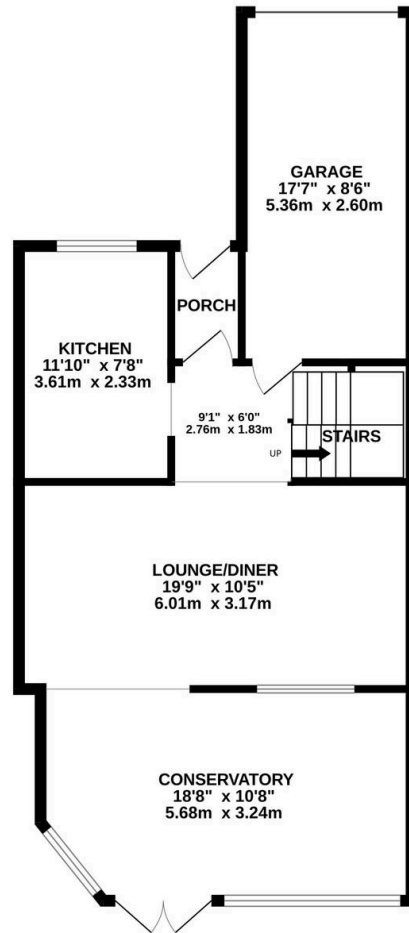 GARAGE
17'7" x 8'6"
5.36m x 2.60m
PORCH
KITCHEN
11'10" x 7'8"
3.61m x 2.33m
9'1" x 6'0"
2.76m x 1.83m
STAIRS
UP
LOUNGE/DINER
19'9" x 10'5"
6.01m x 3.17m
CONSERVATORY
18'8" x 10'8"
5.68m x 3.24m